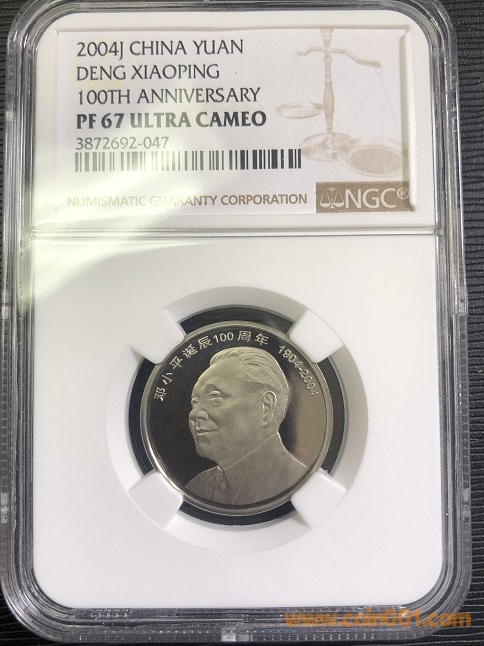 2004J CHINA YUAN
DENG XIAOPING
100TH ANNIVERSARY
PF 67 ULTRA CAMEO
3872692-047
NUMISMATIC GUARANTY CORPORATION
NGC
邓小平诞辰100周年 1904-2004
www.coin001.com